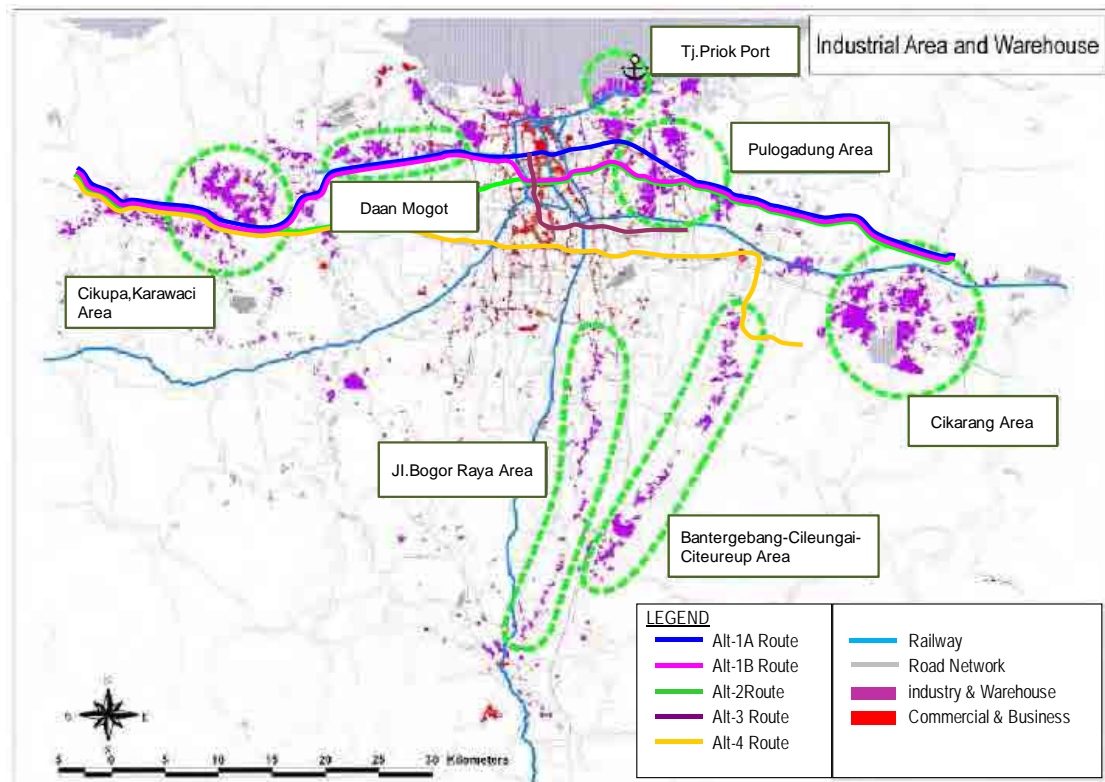 Industrial Area and Warehouse
Tj.Priok Port
Pulogadung Area
Daan Mogot
Cikupa,Karawaci
Area
Cikarang Area
Jl.Bogor Raya Area
Bantergebang-Cileungai-
Citeureup Area
LEGEND
Alt-1A Route
Alt-1B Route
Alt-2Route
Alt-3 Route
Alt-4 Route
Railway
Road Network
industry & Warehouse
Commercial & Business
E
5 0 5 10 15 20 25 30 Kilometers